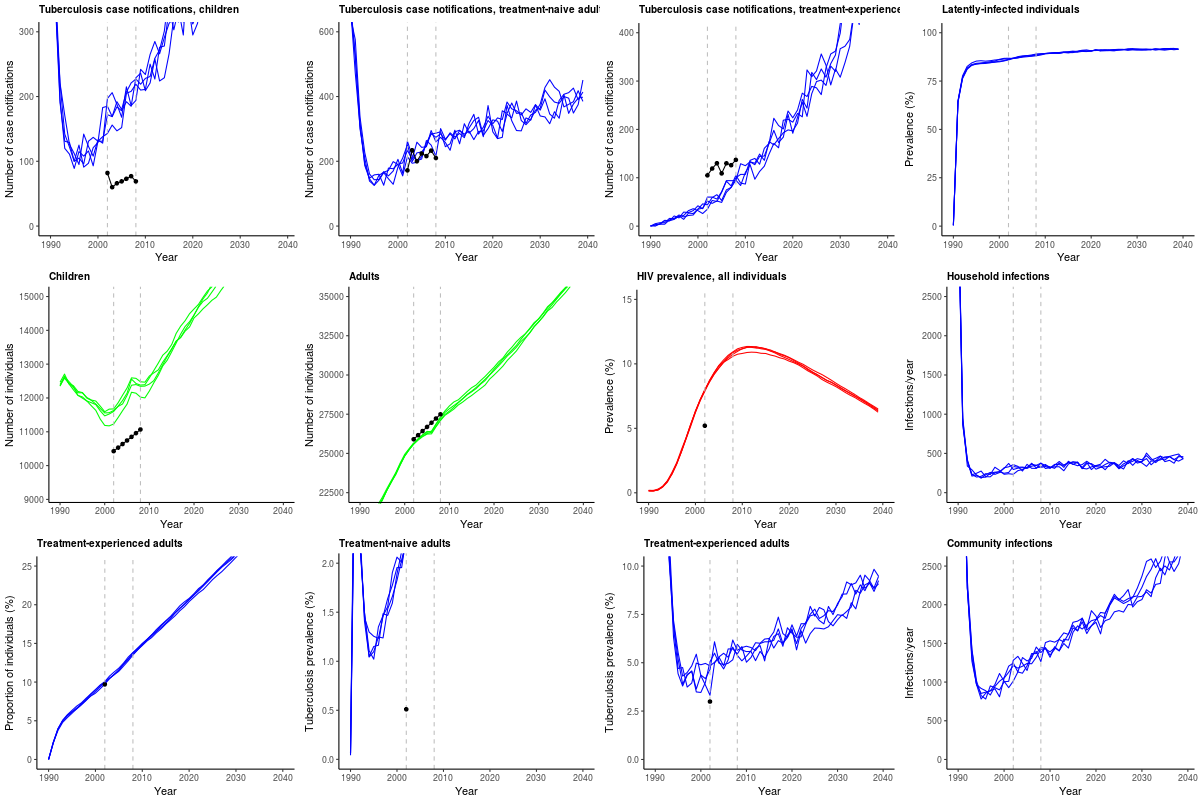 Tuberculosis case notifications, children
Number of case notifications
300
200
100
0
1990 2000 2010 2020 2030 2040
Year
Tuberculosis case notifications, treatment-naive adul
Number of case notifications
600
400
200
0
1990 2000 2010 2020 2030 2040
Year
Tuberculosis case notifications, treatment-experience
Number of case notifications
400
300
200
100
0
1990 2000 2010 2020 2030 2040
Year
Latently-infected individuals
Prevalence (%)
100
75
50
25
0
1990 2000 2010 2020 2030 2040
Year
Children
Number of individuals
15000
14000
13000
12000
11000
10000
9000
1990 2000 2010 2020 2030 2040
Year
Adults
Number of individuals
35000
32500
30000
27500
25000
22500
1990 2000 2010 2020 2030 2040
Year
HIV prevalence, all individuals
Prevalence (%)
15
10
5
0
1990 2000 2010 2020 2030 2040
Year
Household infections
Infections/year
2500
2000
1500
1000
500
0
1990 2000 2010 2020 2030 2040
Year
Treatment-experienced adults
Proportion of individuals (%)
25
20
15
10
5
0
1990 2000 2010 2020 2030 2040
Year
Treatment-naive adults
Tuberculosis prevalence (%)
2.0
1.5
1.0
0.5
0.0
1990 2000 2010 2020 2030 2040
Year
Treatment-experienced adults
Tuberculosis prevalence (%)
10.0
7.5
5.0
2.5
0.0
1990 2000 2010 2020 2030 2040
Year
Community infections
Infections/year
2500
2000
1500
1000
500
0
1990 2000 2010 2020 2030 2040
Year